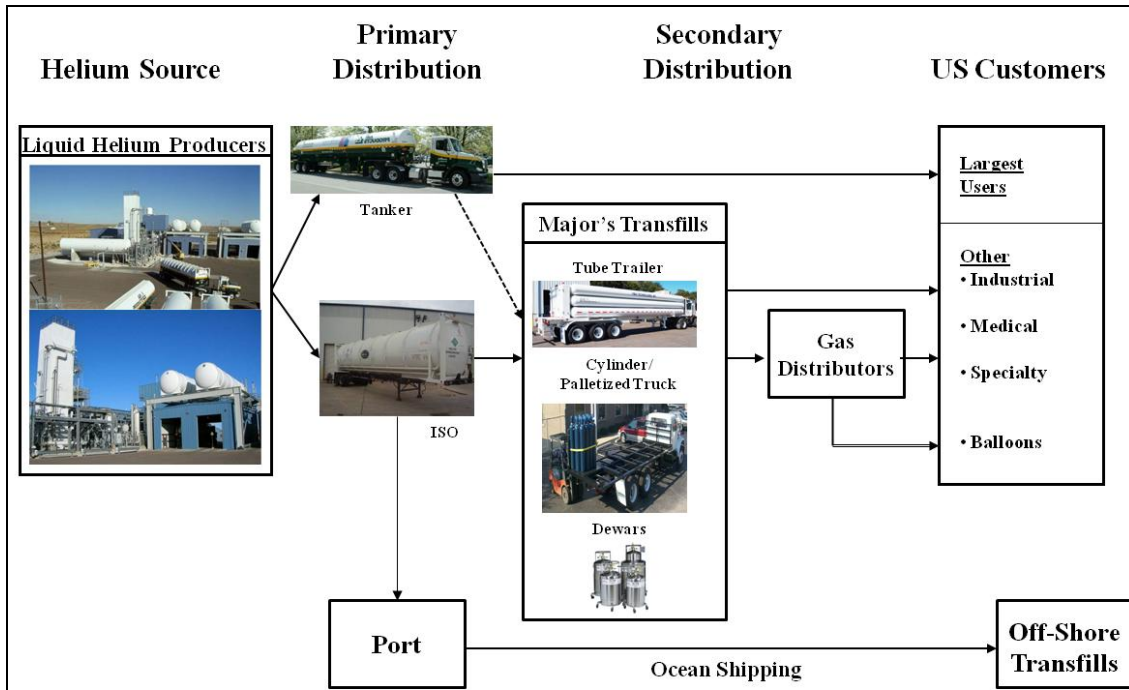 Helium Source
Primary
Distribution
Secondary
Distribution
US Customers
Liquid Helium Producers
Tanker
ISO
Major's Transfills
Tube Trailer
Cylinder/
Palletized Truck
Dewars
Gas
Distributors
Largest
Users
Other
• Industrial
• Medical
• Specialty
• Balloons
Port
Ocean Shipping
Off-Shore
Transfills